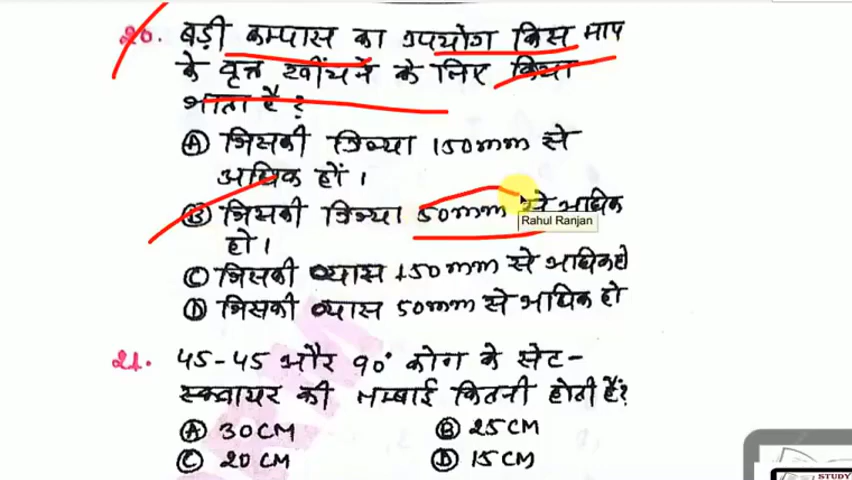 20. बड़ी कम्पास का उपयोग किस माप
के वृत्त खींचने के लिए किया
जाता है?
Ⓐ जिसकी त्रिज्या 150mm से
अधिक हों।
Ⓑ जिसकी त्रिज्या 50mm से अधिक
हो।
Rahul Ranjan
Ⓒ जिसकी व्यास 150mm से अधिक हो
Ⓓ जिसकी व्यास 50mm से अधिक हो
21. 45-45 और 90° कोण के सेट-
स्क्वायर की लम्बाई कितनी होती हैं?
Ⓐ 30CM Ⓑ 25CM
Ⓒ 20CM Ⓓ 15CM
STUDY